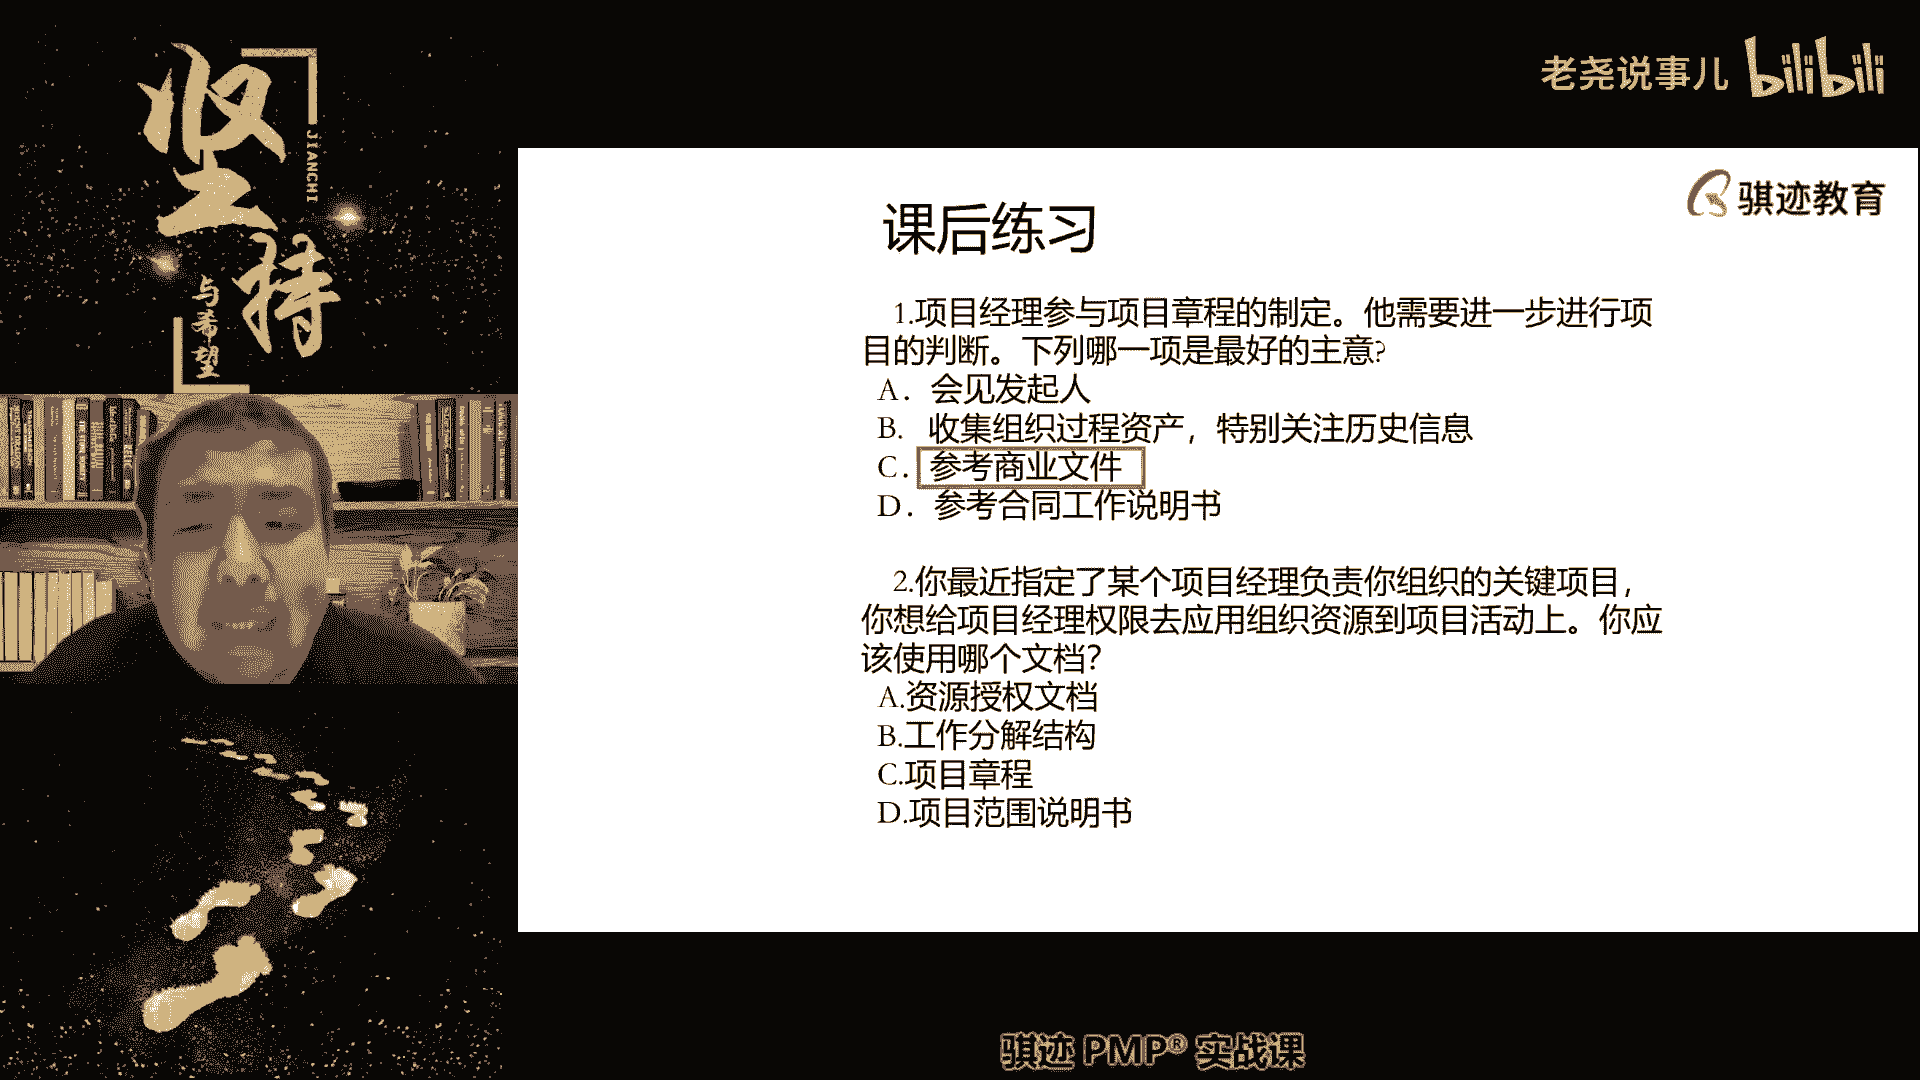 坚持
JIANCHI
与希望
老尧说事儿 bilibili
骐迹教育
课后练习
1.项目经理参与项目章程的制定。他需要进一步进行项
目的判断。下列哪一项是最好的主意?
A．会见发起人
B. 收集组织过程资产，特别关注历史信息
C．参考商业文件
D．参考合同工作说明书
2.你最近指定了某个项目经理负责你组织的关键项目，
你想给项目经理权限去应用组织资源到项目活动上。你应
该使用哪个文档？
A.资源授权文档
B.工作分解结构
C.项目章程
D.项目范围说明书
骐迹 PMP® 实战课